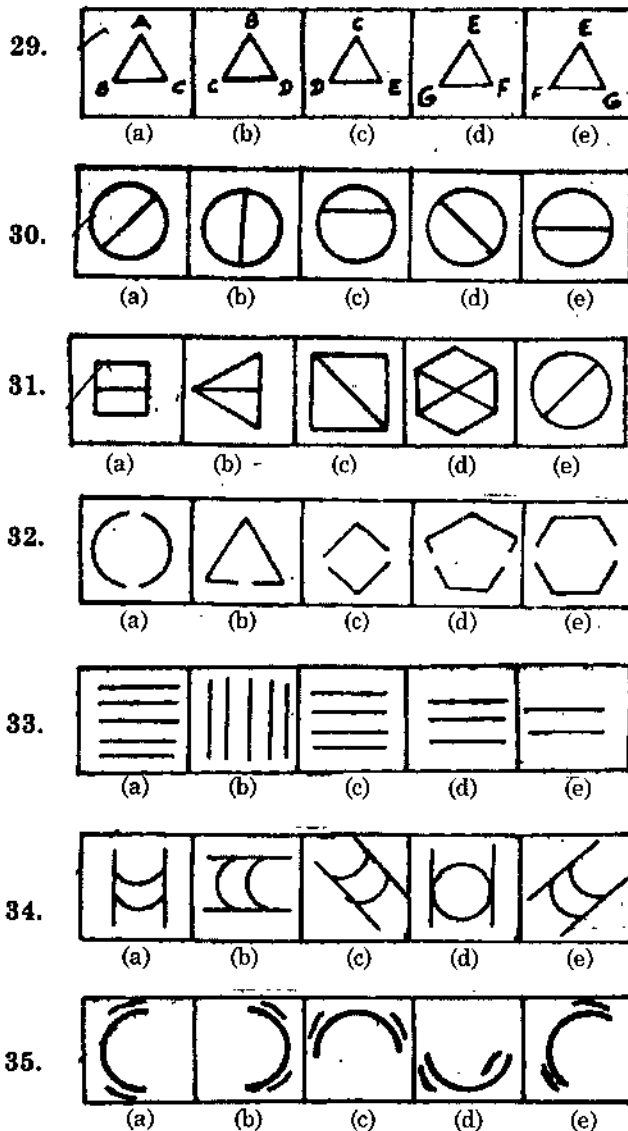 29.
A B C E E
B C C D D E G F F G
(a) (b) (c) (d) (e)
30.
(a) (b) (c) (d) (e)
31.
(a) (b) - (c) (d) (e)
32.
(a) (b) (c) (d) (e)
33.
(a) (b) (c) (d) (e)
34.
(a) (b) (c) (d) (e)
35.
(a) (b) (c) (d) (e)